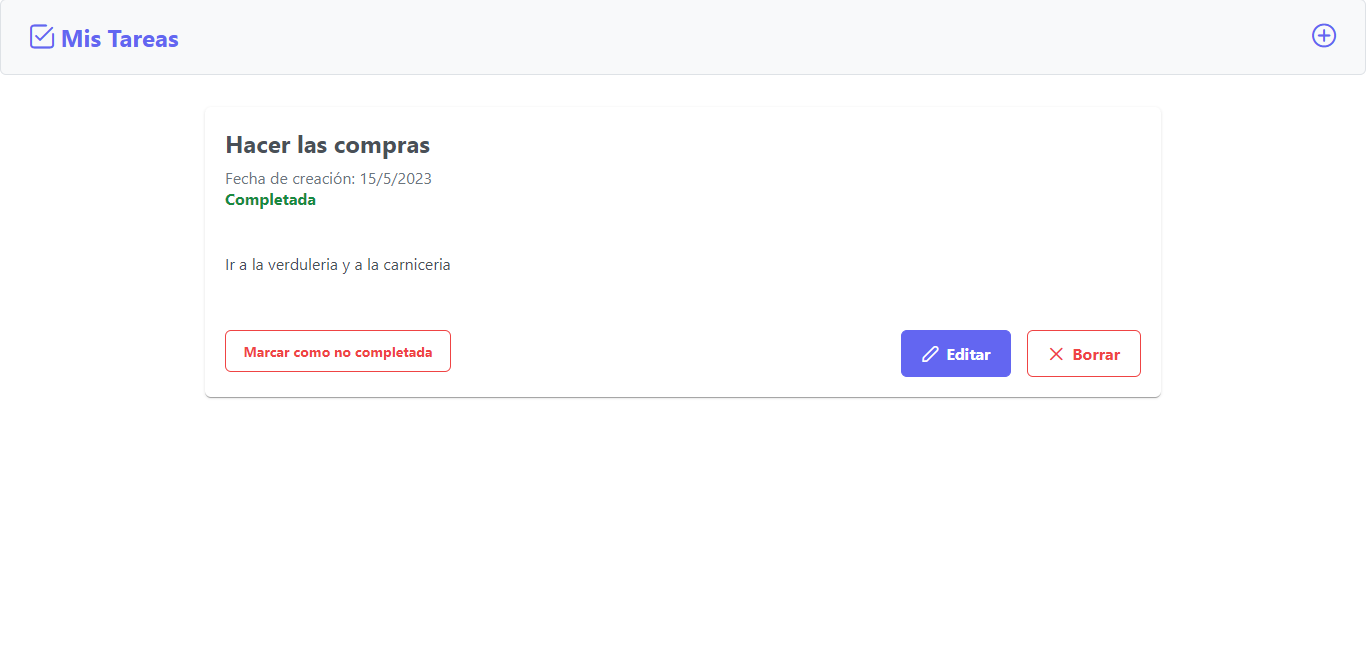 Mis Tareas
Hacer las compras
Fecha de creación: 15/5/2023
Completada
Ir a la verduleria y a la carniceria
Marcar como no completada
Editar
Borrar